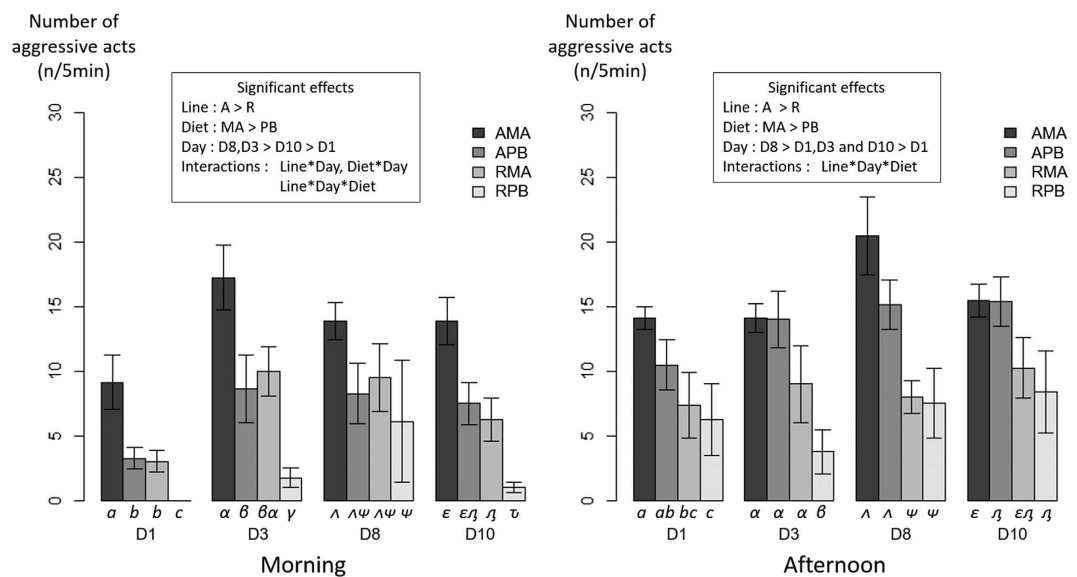 Number of
aggressive acts
(n/5min)
Significant effects
Line : A > R
Diet : MA > PB
Day : D8,D3 > D10 > D1
Interactions : Line*Day, Diet*Day
Line*Day*Diet
AMA
APB
RMA
RPB
30
25
20
15
10
5
0
a b b c
α β βα γ
ʌ ʌΨ ʌΨ Ψ
D1 D3 D8 D10
Morning
Number of
aggressive acts
(n/5min)
Significant effects
Line : A > R
Diet : MA > PB
Day : D8 > D1,D3 and D10 > D1
Interactions : Line*Day*Diet
AMA
APB
RMA
RPB
30
25
20
15
10
5
0
a ab bc c
α α α β
ʌ ʌ Ψ Ψ
D1 D3 D8 D10
Afternoon